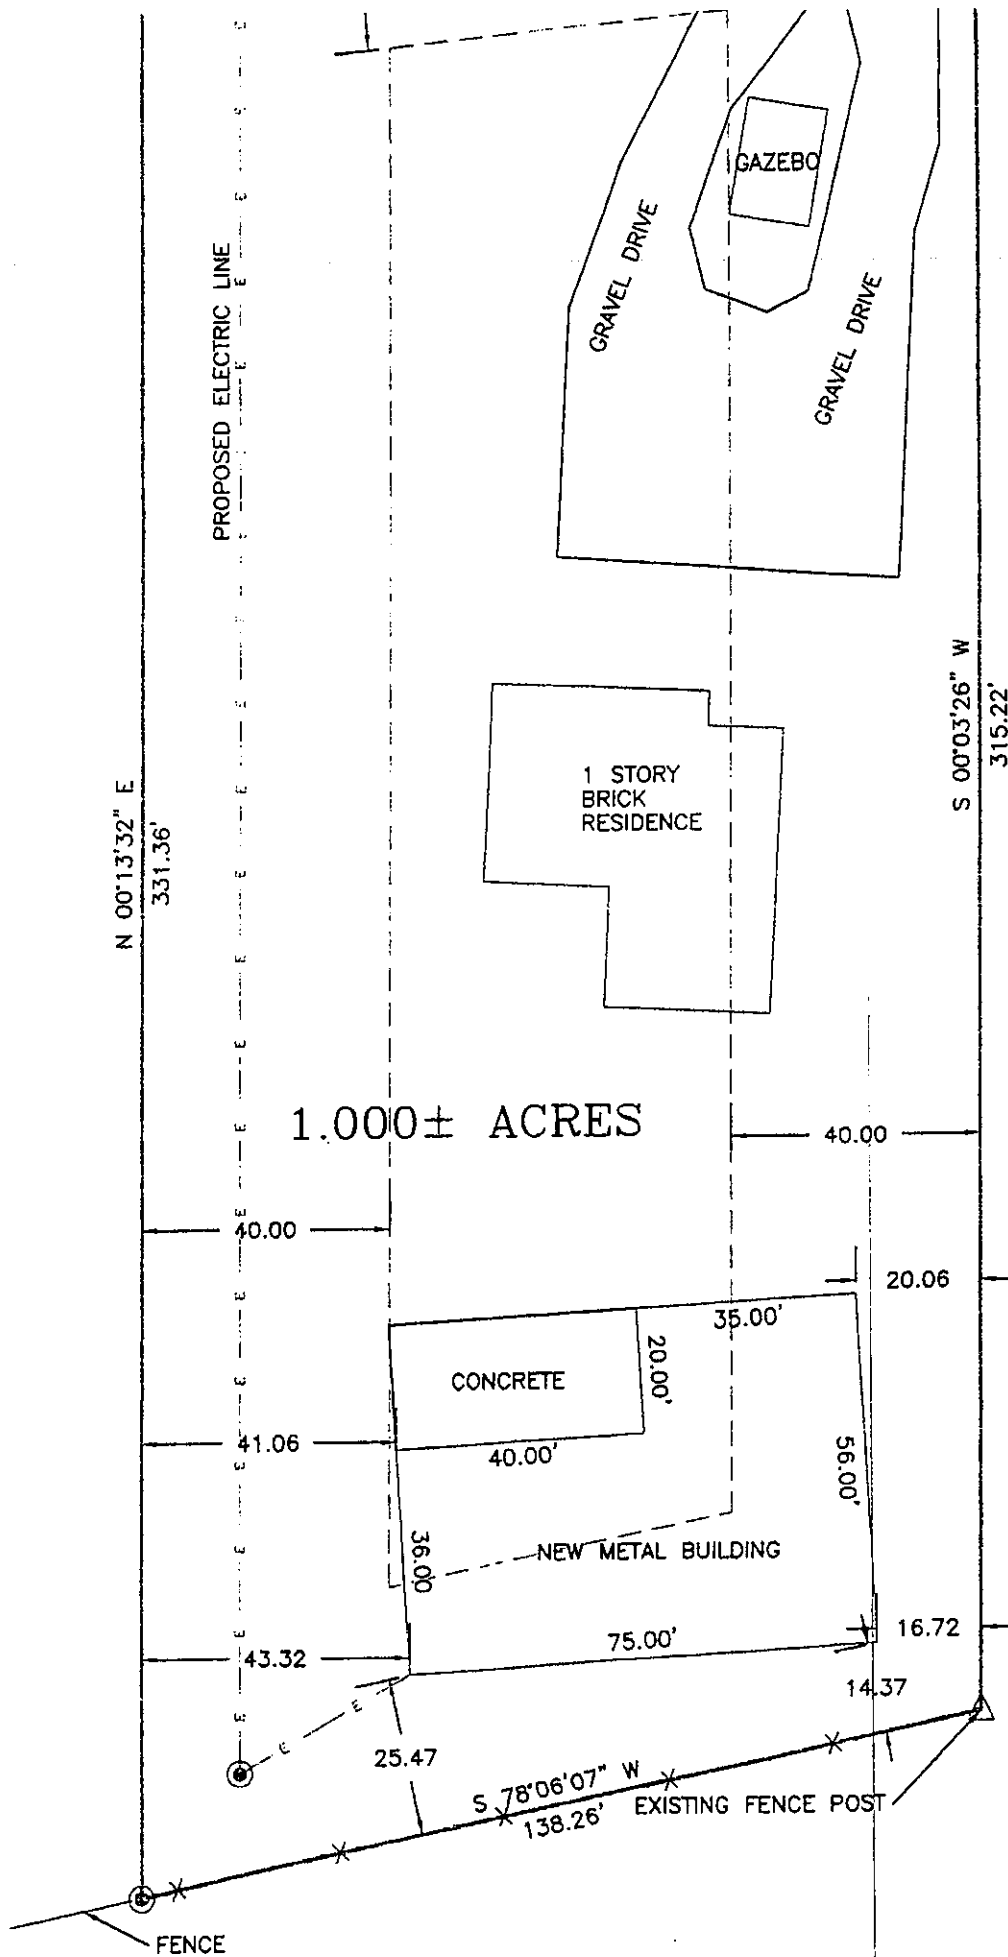 GAZEBO
GRAVEL DRIVE
GRAVEL DRIVE
PROPOSED ELECTRIC LINE
S 00°03'26" W
315.22'
1 STORY
BRICK
RESIDENCE
N 00°13'32" E
331.36'
1.000± ACRES
40.00
40.00
20.06
35.00'
20.00'
CONCRETE
41.06
40.00'
56.00'
36.00
NEW METAL BUILDING
16.72
75.00'
43.32
14.37
25.47
S 78°06'07" W
138.26'
EXISTING FENCE POST
FENCE